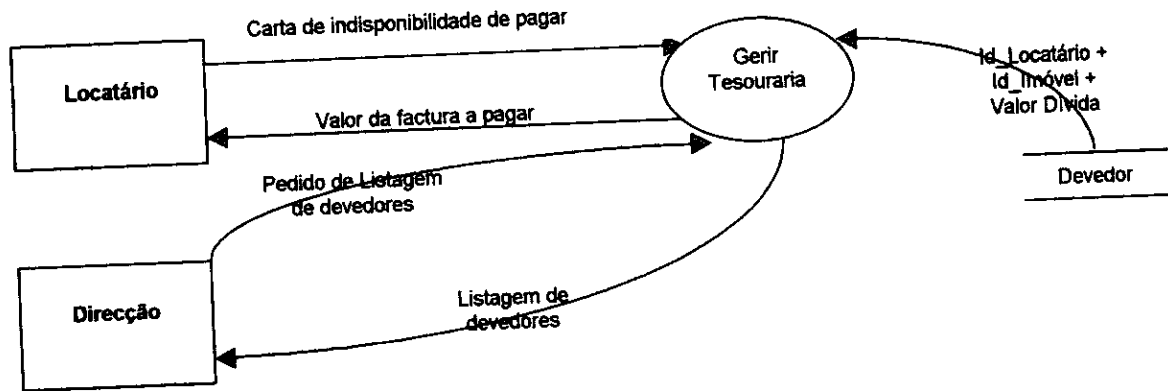 Carta de indisponibilidade de pagar
Gerir
Tesouraria
Id_Locatário +
Id_Imóvel +
Valor Dívida
Locatário
Valor da factura a pagar
Devedor
Pedido de Listagem
de devedores
Direcção
Listagem de
devedores